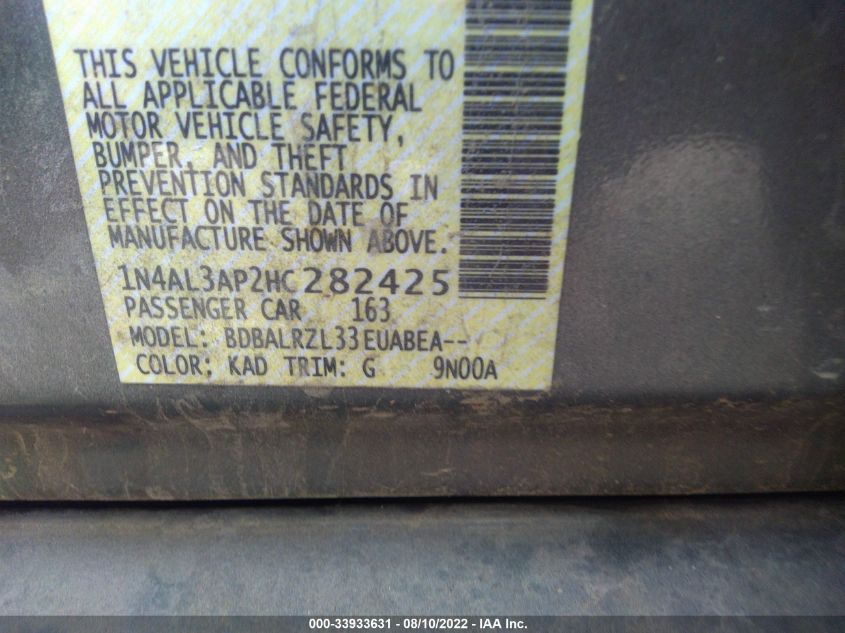 THIS VEHICLE CONFORMS TO
ALL APPLICABLE FEDERAL
MOTOR VEHICLE SAFETY,
BUMPER, AND THEFT
PREVENTION STANDARDS IN
EFFECT ON THE DATE OF
MANUFACTURE SHOWN ABOVE.
1N4AL3AP2HC282425
PASSENGER CAR 163
MODEL: BDBALRZL33EUABEA--
COLOR: KAD TRIM: G 9N00A
000-33933631 - 08/10/2022 - IAA Inc.